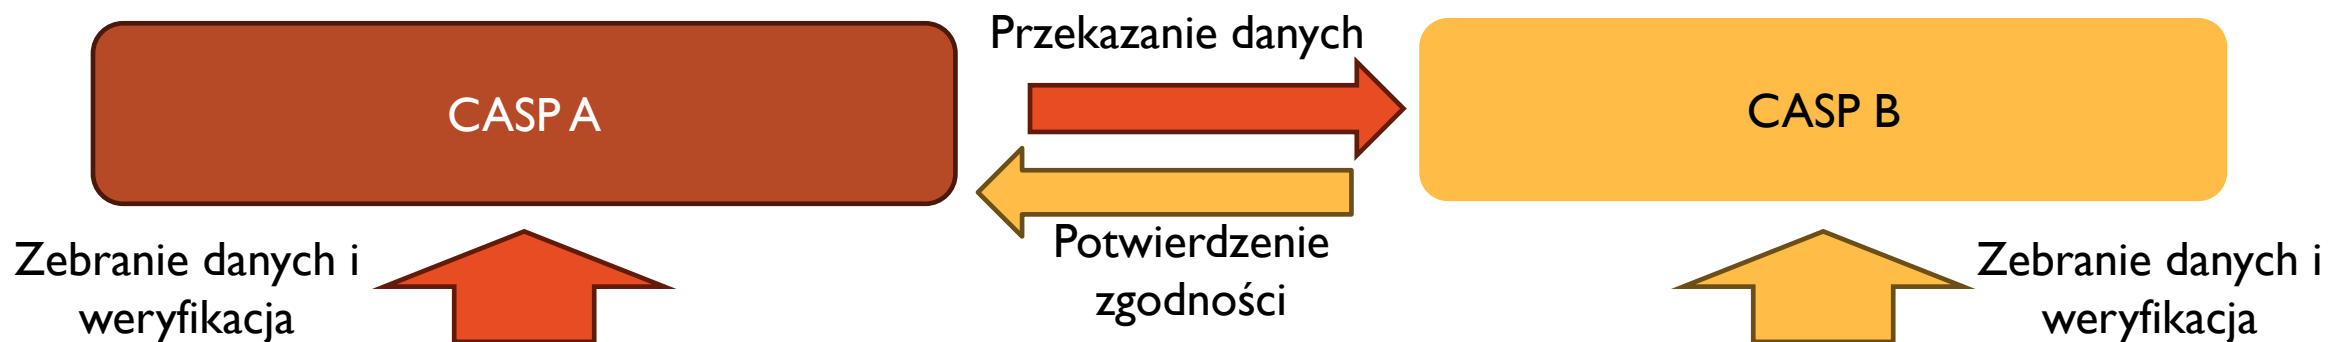 Przekazanie danych
CASP A
CASP B
Potwierdzenie
zgodności
Zebranie danych i
weryfikacja
Zebranie danych i
weryfikacja